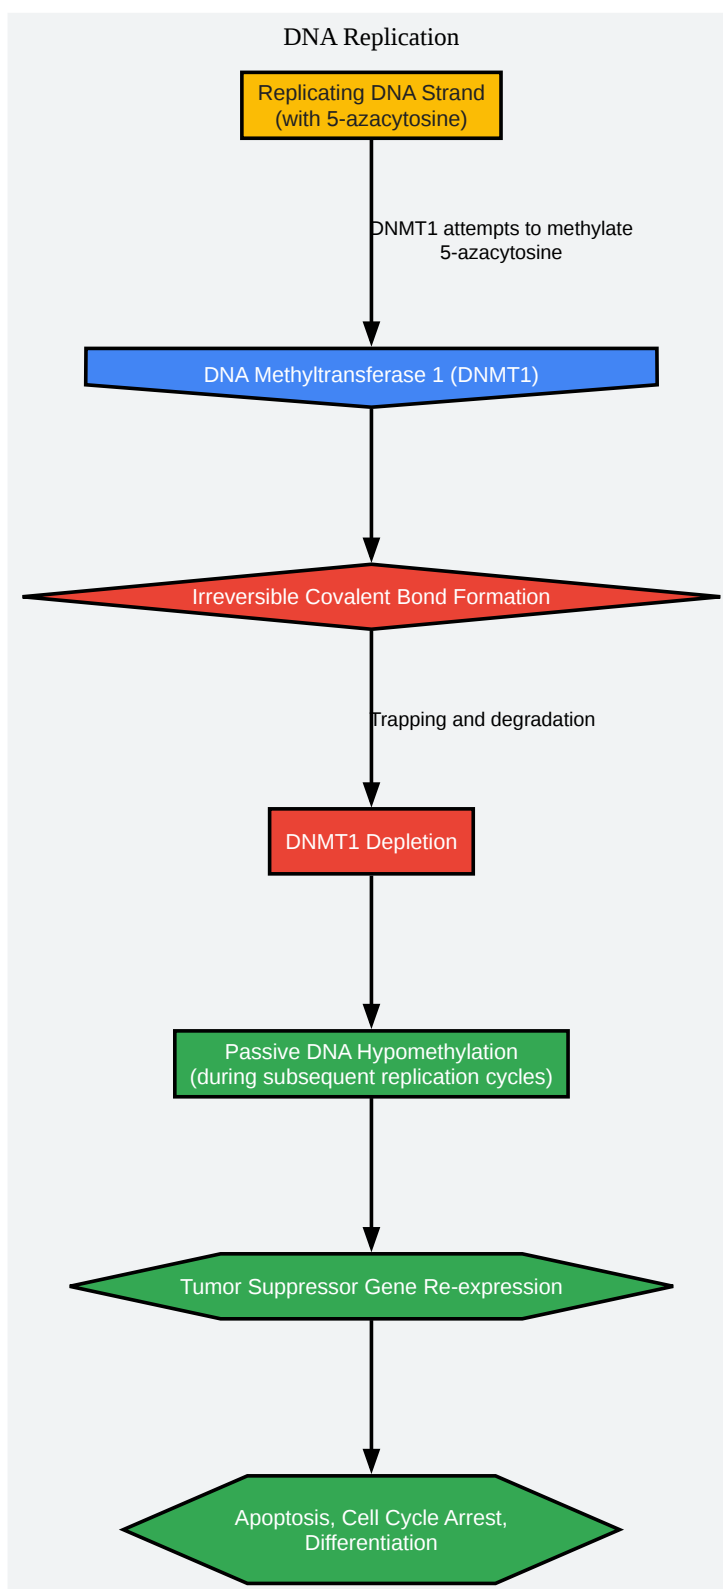 DNA Replication
Replicating DNA Strand
(with 5-azacytosine)
DNMT1 attempts to methylate
5-azacytosine
DNA Methyltransferase 1 (DNMT1)
Irreversible Covalent Bond Formation
Trapping and degradation
DNMT1 Depletion
Passive DNA Hypomethylation
(during subsequent replication cycles)
Tumor Suppressor Gene Re-expression
Apoptosis, Cell Cycle Arrest,
Differentiation